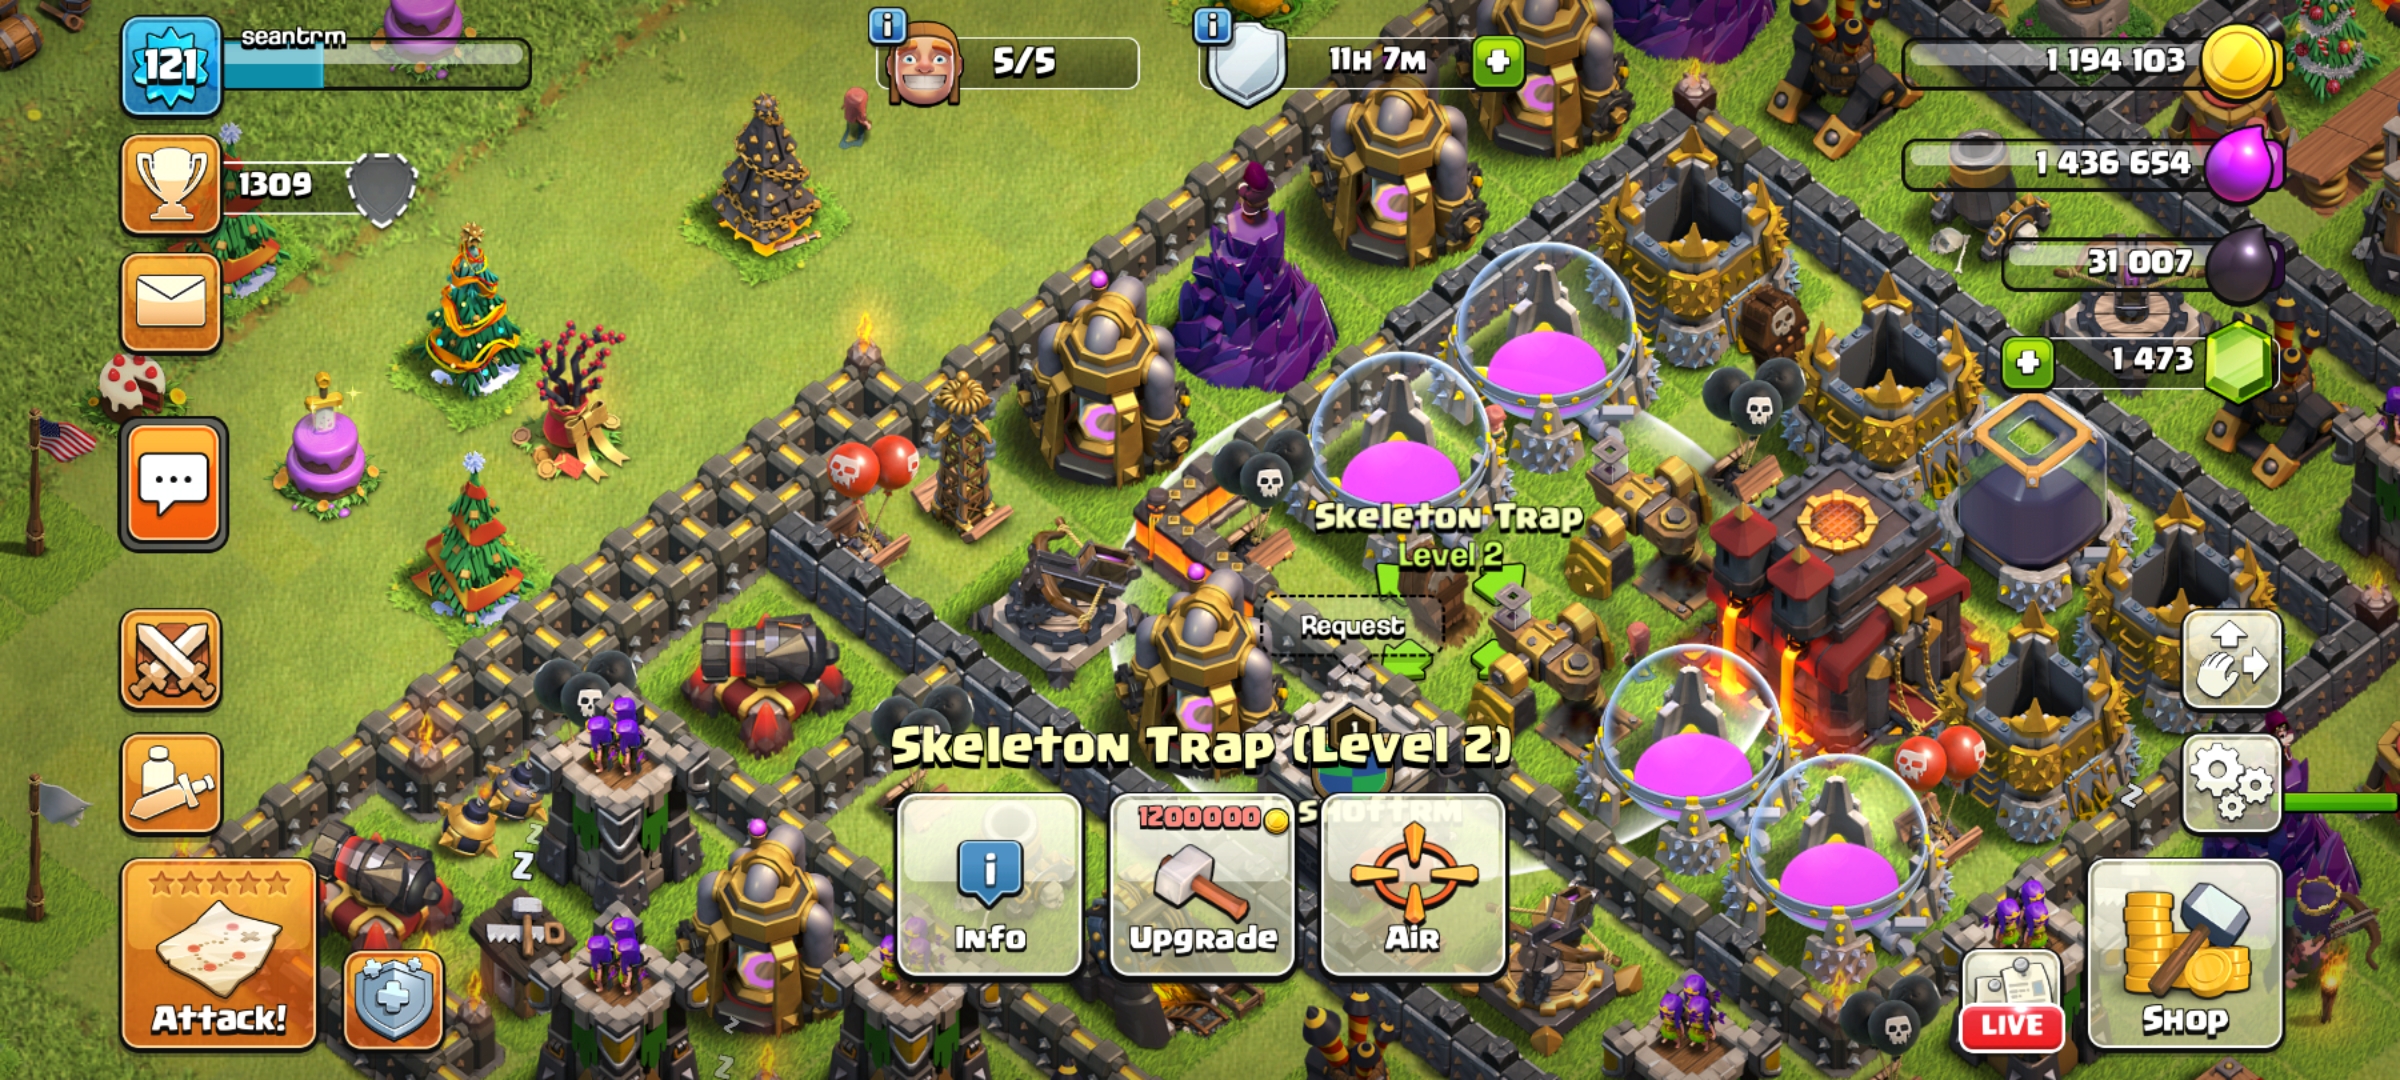 seantrm
121
5/5
11H 7M
1 194 103
1309
1 436 654
31 007
1 473
Skeleton Trap
Level 2
Request
Skeleton Trap (Level 2)
1200000
SHOTTRM
Info
Upgrade
Air
Attack!
LIVE
Shop